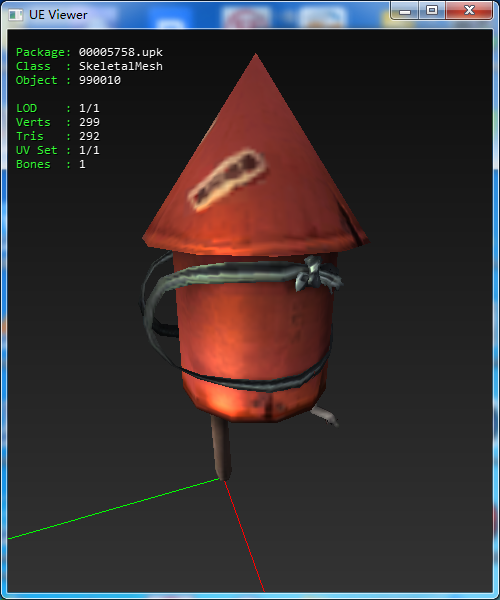 UE Viewer
Package: 00005758.upk
Class : SkeletalMesh
Object : 990010
LOD : 1/1
Verts : 299
Tris : 292
UV Set : 1/1
Bones : 1